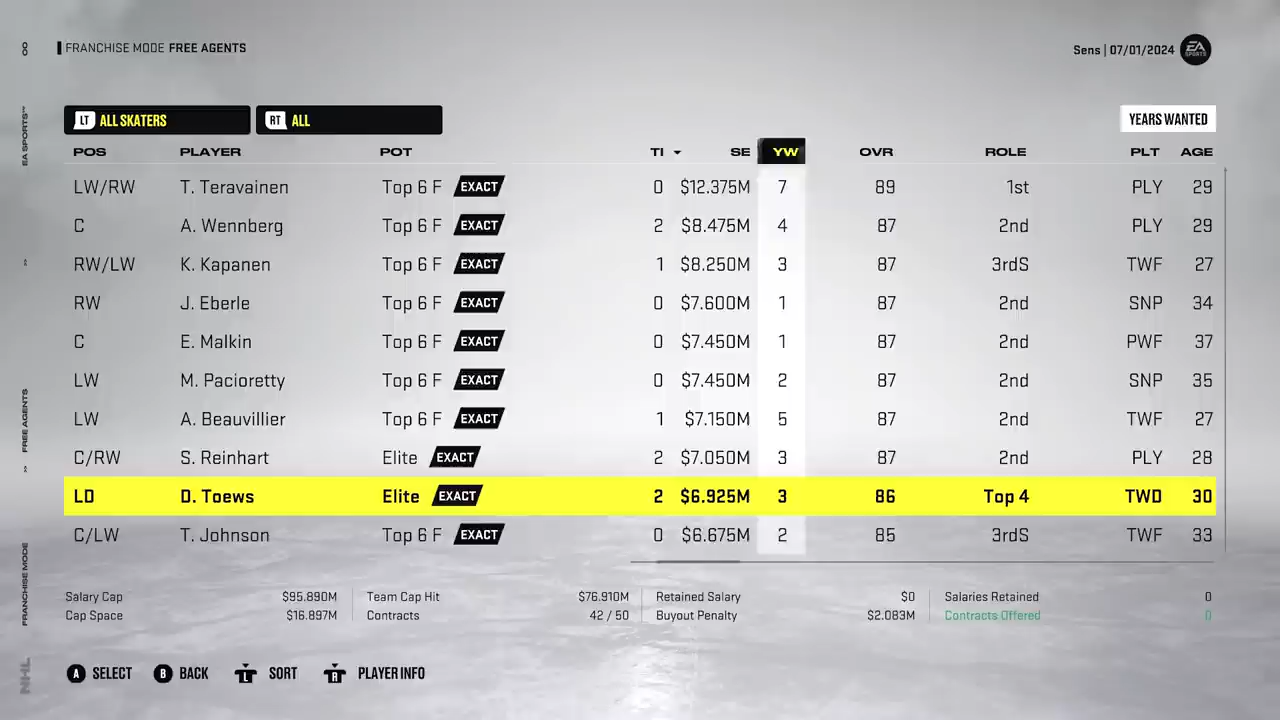 FRANCHISE MODE FREE AGENTS
Sens | 07/01/2024 EA SPORTS
LT ALL SKATERS RT ALL YEARS WANTED
POS PLAYER POT TI SE YW OVR ROLE PLT AGE
LW/RW T. Teravainen Top 6 F EXACT 0 $12.375M 7 89 1st PLY 29
C A. Wennberg Top 6 F EXACT 2 $8.475M 4 87 2nd PLY 29
RW/LW K. Kapanen Top 6 F EXACT 1 $8.250M 3 87 3rdS TWF 27
RW J. Eberle Top 6 F EXACT 0 $7.600M 1 87 2nd SNP 34
C E. Malkin Top 6 F EXACT 0 $7.450M 1 87 2nd PWF 37
LW M. Pacioretty Top 6 F EXACT 0 $7.450M 2 87 2nd SNP 35
LW A. Beauvillier Top 6 F EXACT 1 $7.150M 5 87 2nd TWF 27
C/RW S. Reinhart Elite EXACT 2 $7.050M 3 87 2nd PLY 28
LD D. Toews Elite EXACT 2 $6.925M 3 86 Top 4 TWD 30
C/LW T. Johnson Top 6 F EXACT 0 $6.675M 2 85 3rdS TWF 33
Salary Cap $95.890M Team Cap Hit $76.910M Retained Salary $0 Salaries Retained 0
Cap Space $16.897M Contracts 42 / 50 Buyout Penalty $2.083M Contracts Offered 0
A SELECT B BACK L SORT R PLAYER INFO
NHL FRANCHISE MODE >> FREE AGENTS >> EA SPORTS™